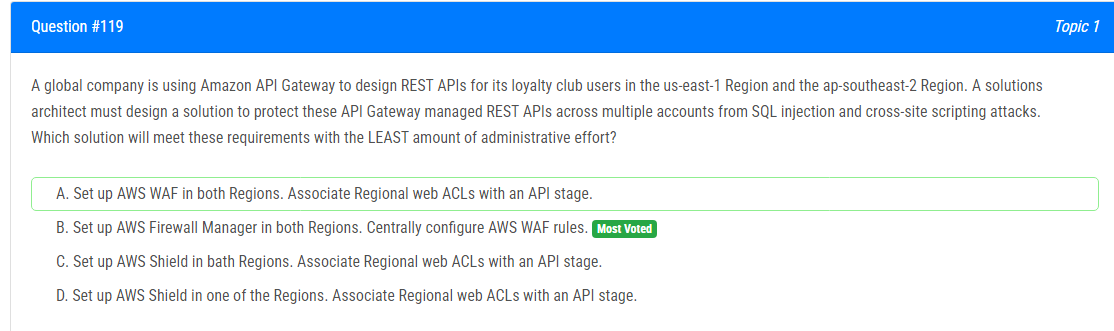 Question #119
Topic 1
A global company is using Amazon API Gateway to design REST APIs for its loyalty club users in the us-east-1 Region and the ap-southeast-2 Region. A solutions
architect must design a solution to protect these API Gateway managed REST APIs across multiple accounts from SQL injection and cross-site scripting attacks.
Which solution will meet these requirements with the LEAST amount of administrative effort?
A. Set up AWS WAF in both Regions. Associate Regional web ACLs with an API stage.
B. Set up AWS Firewall Manager in both Regions. Centrally configure AWS WAF rules. Most Voted
C. Set up AWS Shield in bath Regions. Associate Regional web ACLs with an API stage.
D. Set up AWS Shield in one of the Regions. Associate Regional web ACLs with an API stage.